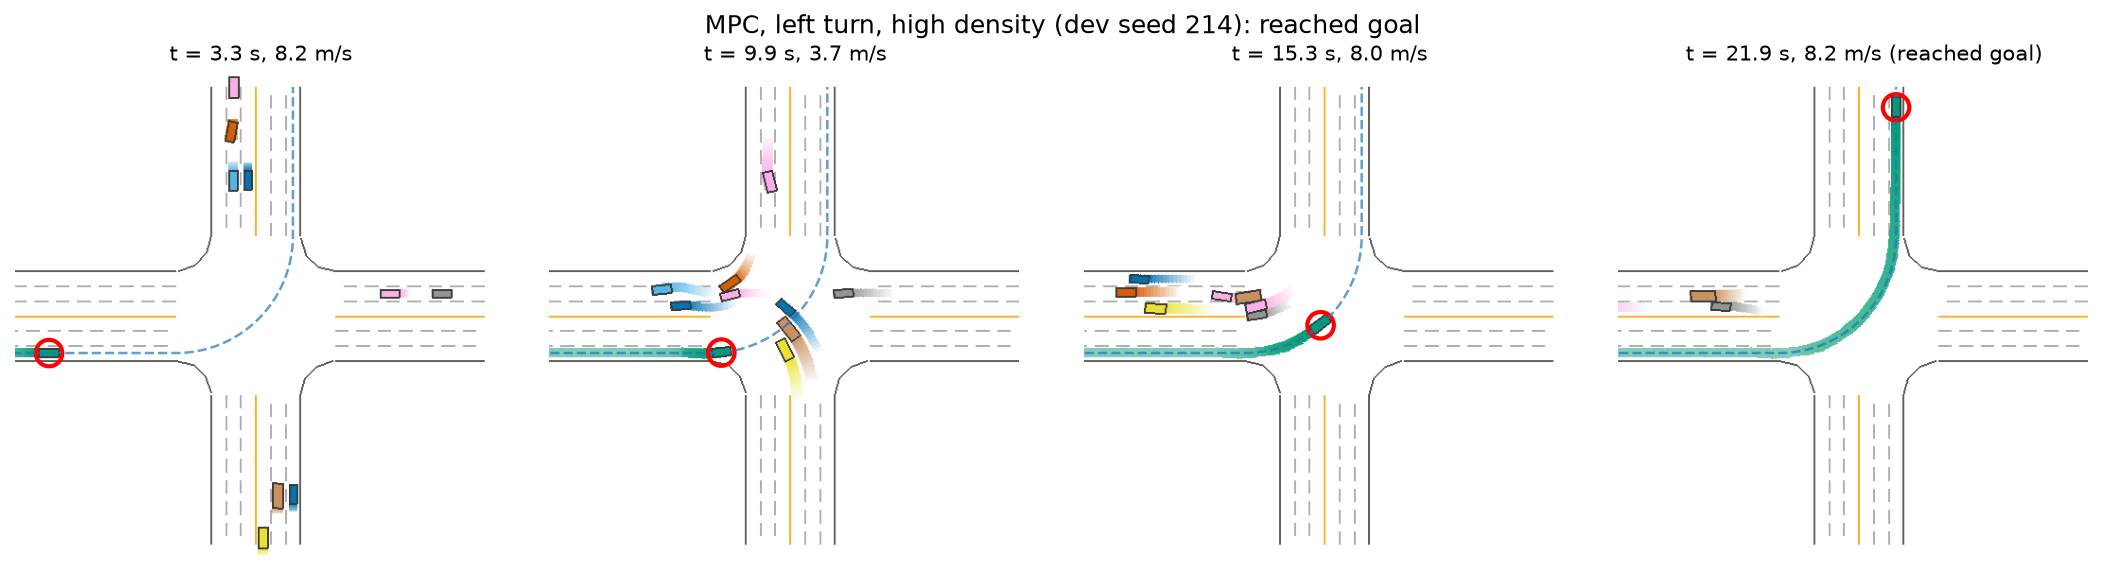 MPC, left turn, high density (dev seed 214): reached goal
t = 3.3 s, 8.2 m/s
t = 9.9 s, 3.7 m/s
t = 15.3 s, 8.0 m/s
t = 21.9 s, 8.2 m/s (reached goal)